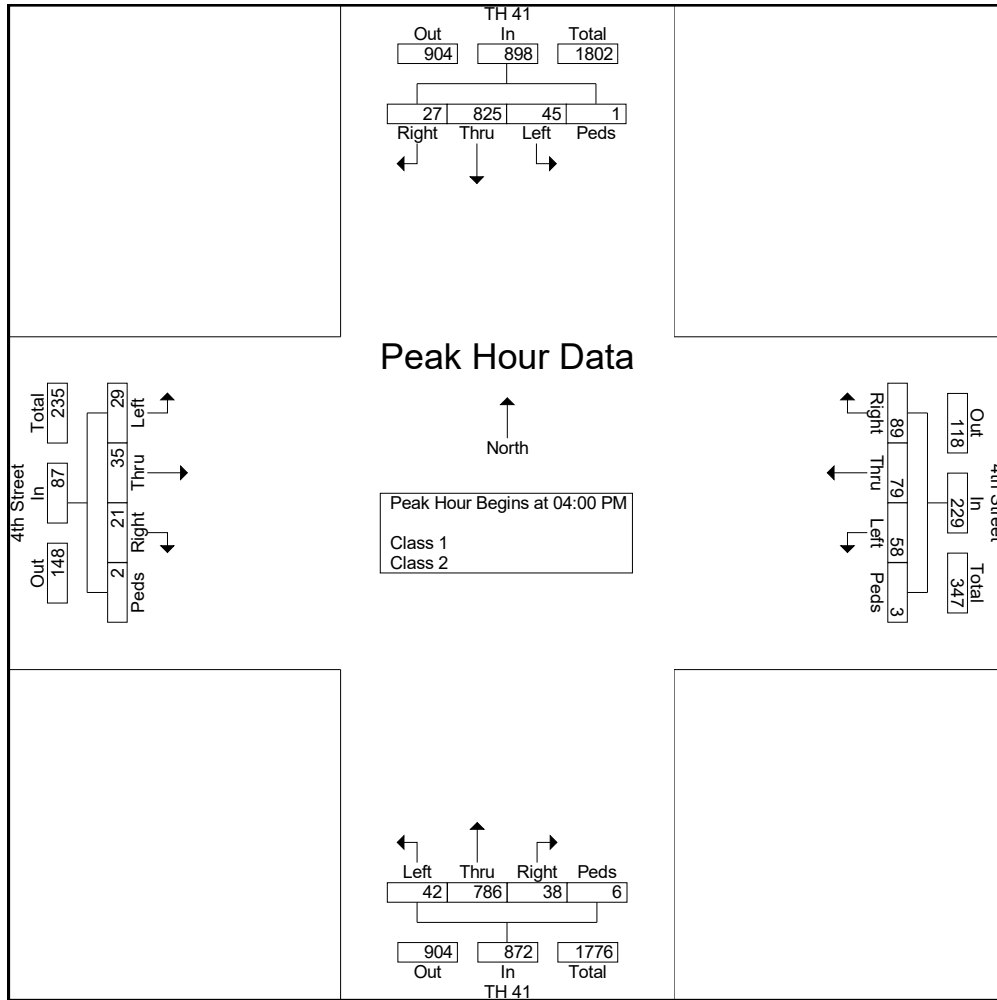 TH 41
Out In Total
904 898 1802
27 825 45 1
Right Thru Left Peds
Peak Hour Data
North
Peak Hour Begins at 04:00 PM
Class 1
Class 2
4th Street
Out In Total
148 87 235
29 35 21 2
Left Thru Right Peds
4th Street
Out In Total
118 229 347
89 79 58 3
Right Thru Left Peds
Left Thru Right Peds
42 786 38 6
904 872 1776
Out In Total
TH 41